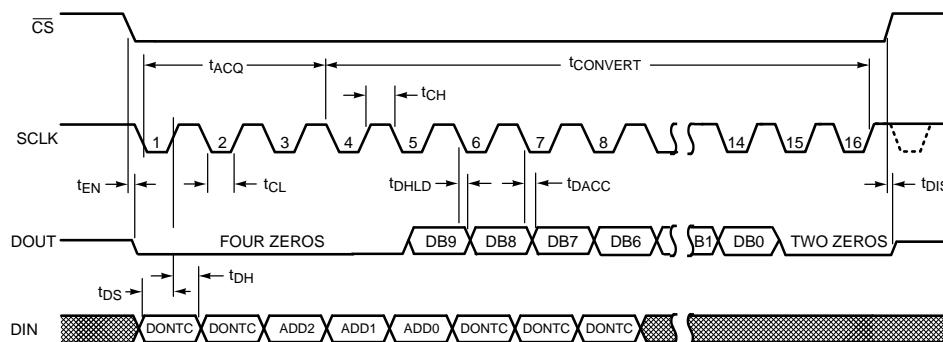 CS
tACQ
tCONVERT
tCH
SCLK
1 2 3 4 5 6 7 8 14 15 16
tEN
tCL
tDHLD
tDACC
tDIS
DOUT
FOUR ZEROS
DB9 DB8 DB7 DB6 B1 DB0 TWO ZEROS
tDS
tDH
DIN
DONTC DONTC ADD2 ADD1 ADD0 DONTC DONTC DONTC